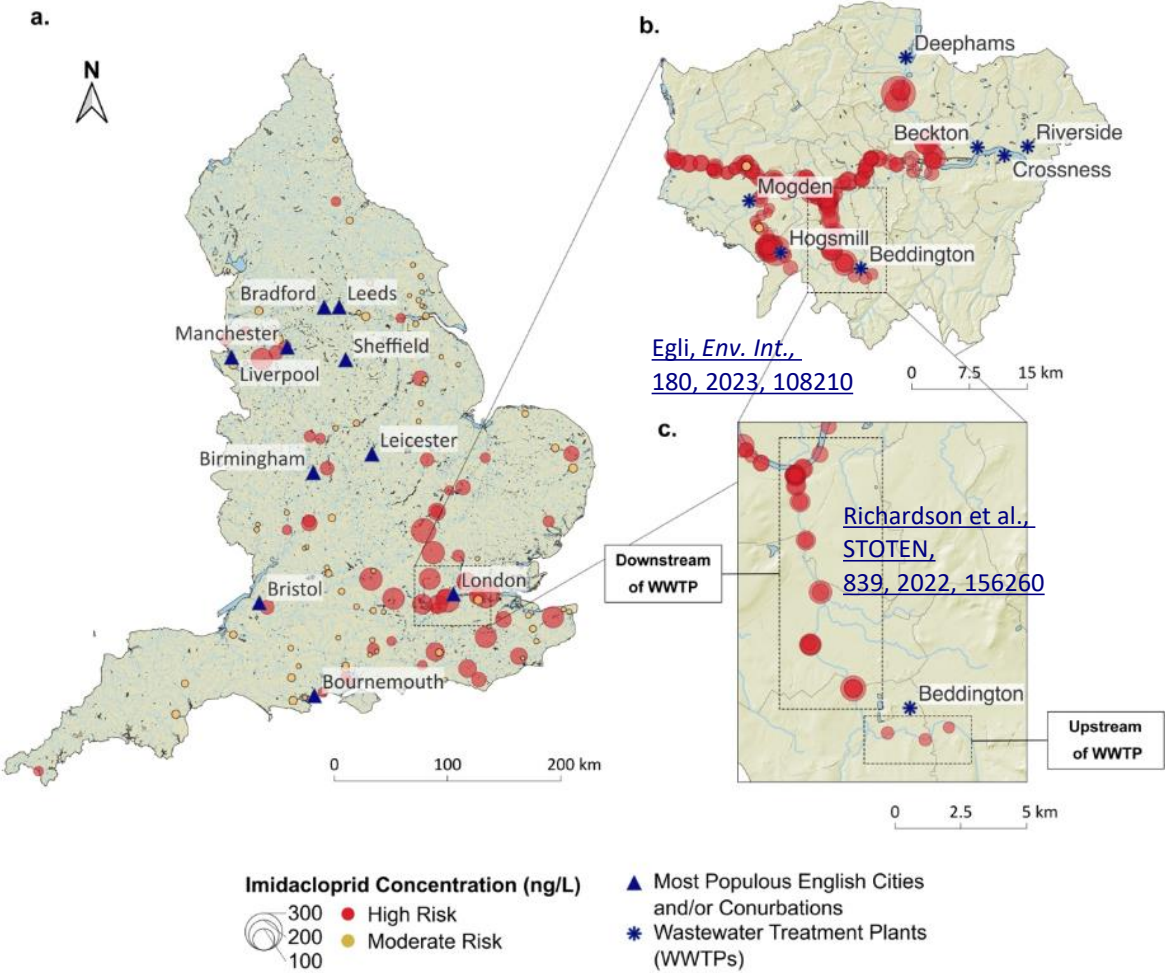 a.
N
Bradford
Leeds
Manchester
Sheffield
Liverpool
Leicester
Birmingham
Bristol
London
Bournemouth
0 100 200 km
b.
Deephams
Beckton
Riverside
Crossness
Mogden
Hogsmill
Beddington
0 7.5 15 km
Egli, Env. Int.,
180, 2023, 108210
c.
Richardson et al.,
STOTEN,
839, 2022, 156260
Downstream
of WWTP
Beddington
Upstream
of WWTP
0 2.5 5 km
Imidacloprid Concentration (ng/L)
300
200
100
High Risk
Moderate Risk
Most Populous English Cities
and/or Conurbations
Wastewater Treatment Plants
(WWTPs)